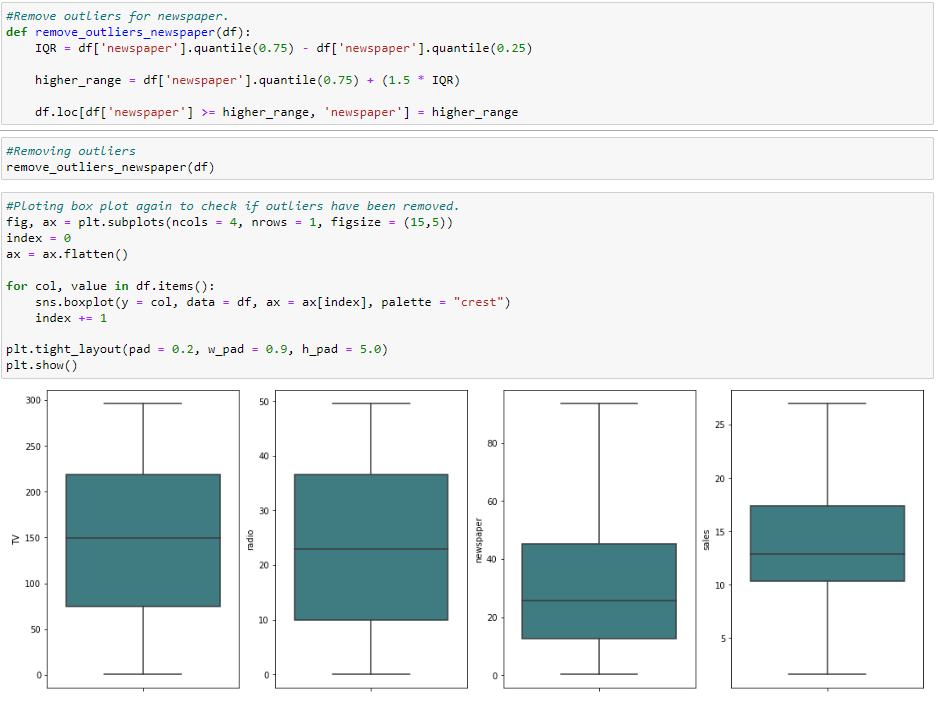 #Remove outliers for newspaper.
def remove_outliers_newspaper(df):
    IQR = df['newspaper'].quantile(0.75) - df['newspaper'].quantile(0.25)
    higher_range = df['newspaper'].quantile(0.75) + (1.5 * IQR)
    df.loc[df['newspaper'] >= higher_range, 'newspaper'] = higher_range
#Removing outliers
remove_outliers_newspaper(df)
#Ploting box plot again to check if outliers have been removed.
fig, ax = plt.subplots(ncols = 4, nrows = 1, figsize = (15,5))
index = 0
ax = ax.flatten()
for col, value in df.items():
    sns.boxplot(y = col, data = df, ax = ax[index], palette = "crest")
    index += 1
plt.tight_layout(pad = 0.2, w_pad = 0.9, h_pad = 5.0)
plt.show()
300
250
200
150
100
50
0
TV
50
40
30
20
10
0
radio
80
60
40
20
0
newspaper
25
20
15
10
5
sales